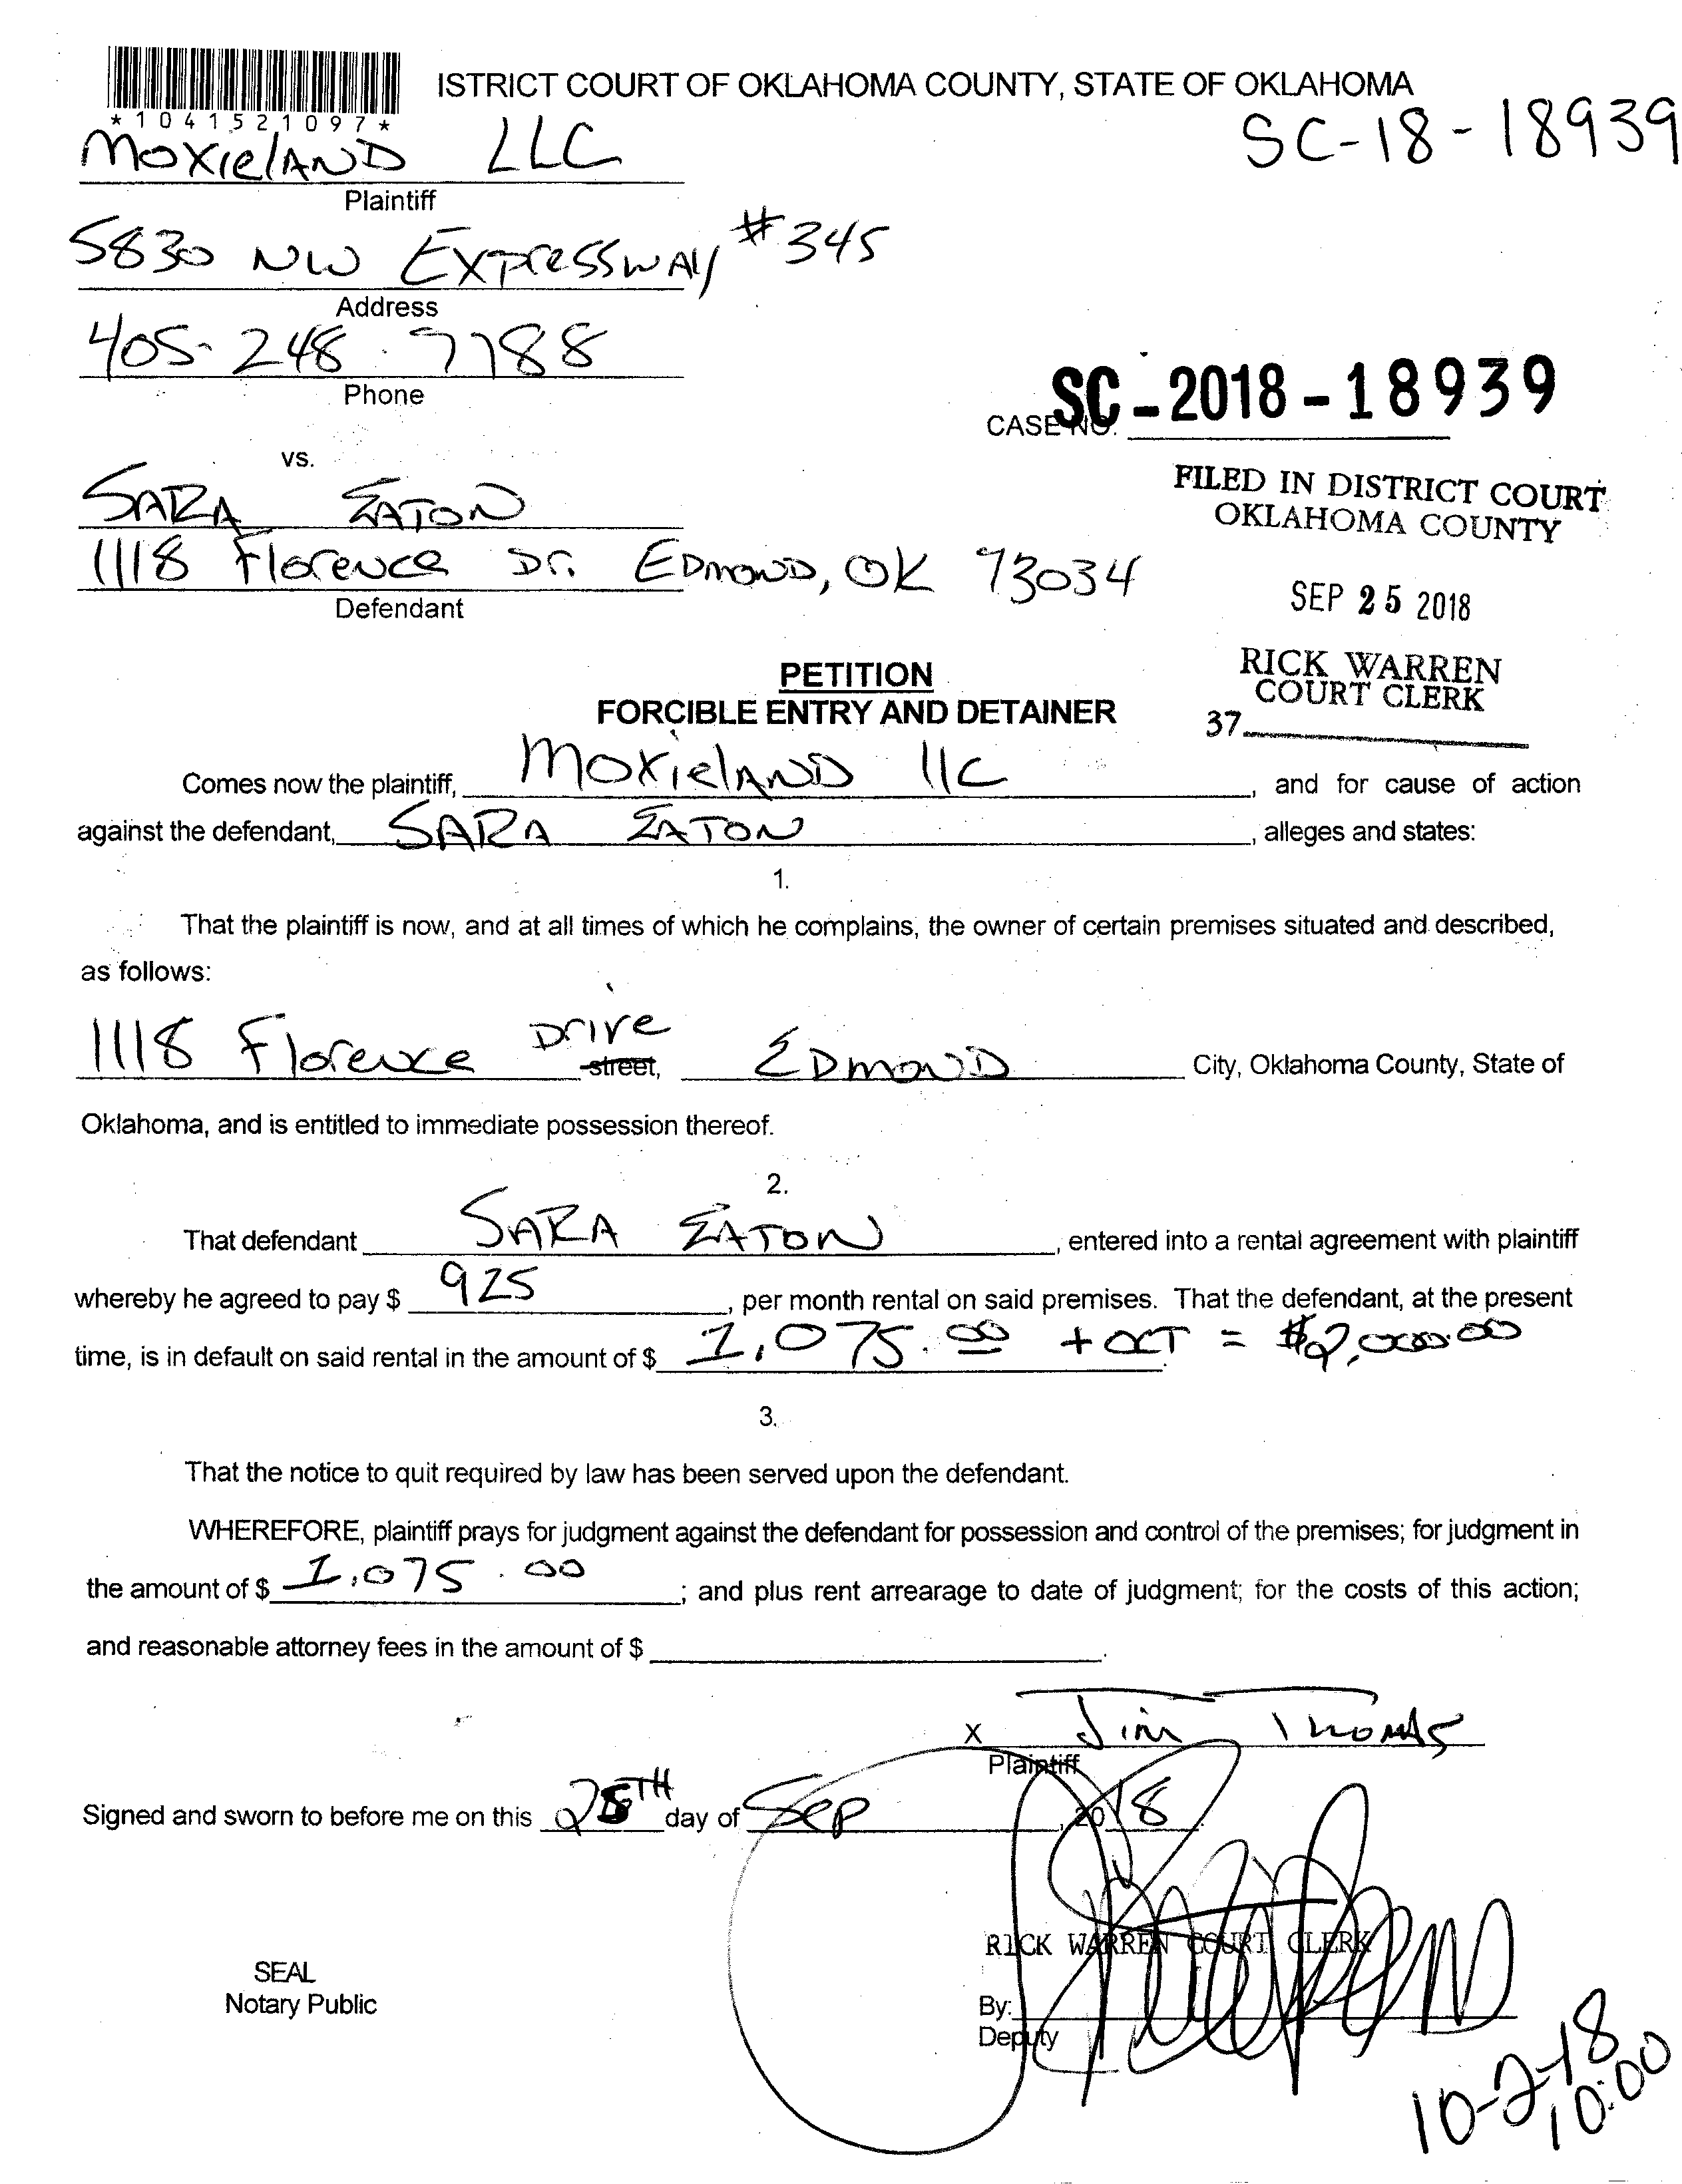 ISTRICT COURT OF OKLAHOMA COUNTY, STATE OF OKLAHOMA
*1041521097*
SC-18-18939
MoxielAND LLC
Plaintiff
5830 NW ExpressWAy #345
Address
405-248-7788
Phone
CASE NO. SC-2018-18939
vs.
SARA EATON
1118 Florence Dr. EDmOND, OK 73034
Defendant
FILED IN DISTRICT COURT
OKLAHOMA COUNTY
SEP 25 2018
RICK WARREN
COURT CLERK
37
PETITION
FORCIBLE ENTRY AND DETAINER
Comes now the plaintiff, MoxielAND llC, and for cause of action
against the defendant, SARA EATON, alleges and states:
1.
That the plaintiff is now, and at all times of which he complains, the owner of certain premises situated and described,
as follows:
1118 Florence Drive street, EDmOND City, Oklahoma County, State of
Oklahoma, and is entitled to immediate possession thereof.
2.
That defendant SARA EATON, entered into a rental agreement with plaintiff
whereby he agreed to pay $ 925, per month rental on said premises. That the defendant, at the present
time, is in default on said rental in the amount of $ 1,075.00 + OCT = $2,000.00.
3.
That the notice to quit required by law has been served upon the defendant.
WHEREFORE, plaintiff prays for judgment against the defendant for possession and control of the premises; for judgment in
the amount of $ 1,075.00; and plus rent arrearage to date of judgment; for the costs of this action;
and reasonable attorney fees in the amount of $ .
X Jim Thomas
Plaintiff
Signed and sworn to before me on this 25TH day of Sep, 2018.
RICK WARREN COURT CLERK
SEAL
Notary Public
By:
Deputy
10-2-18
10:00